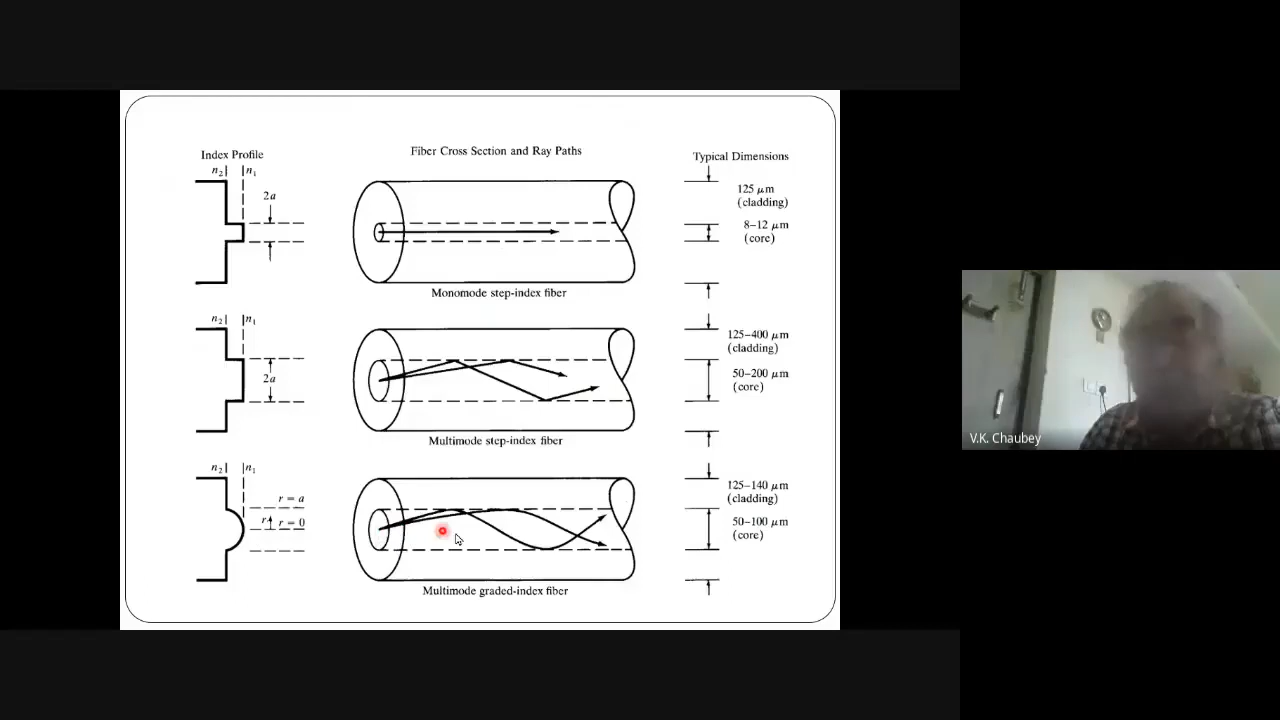 Index Profile
Fiber Cross Section and Ray Paths
Typical Dimensions
n2 n1
2a
125 μm
(cladding)
8–12 μm
(core)
Monomode step-index fiber
n2 n1
2a
125–400 μm
(cladding)
50–200 μm
(core)
Multimode step-index fiber
n2 n1
r = a
r r = 0
125–140 μm
(cladding)
50–100 μm
(core)
Multimode graded-index fiber
V.K. Chaubey